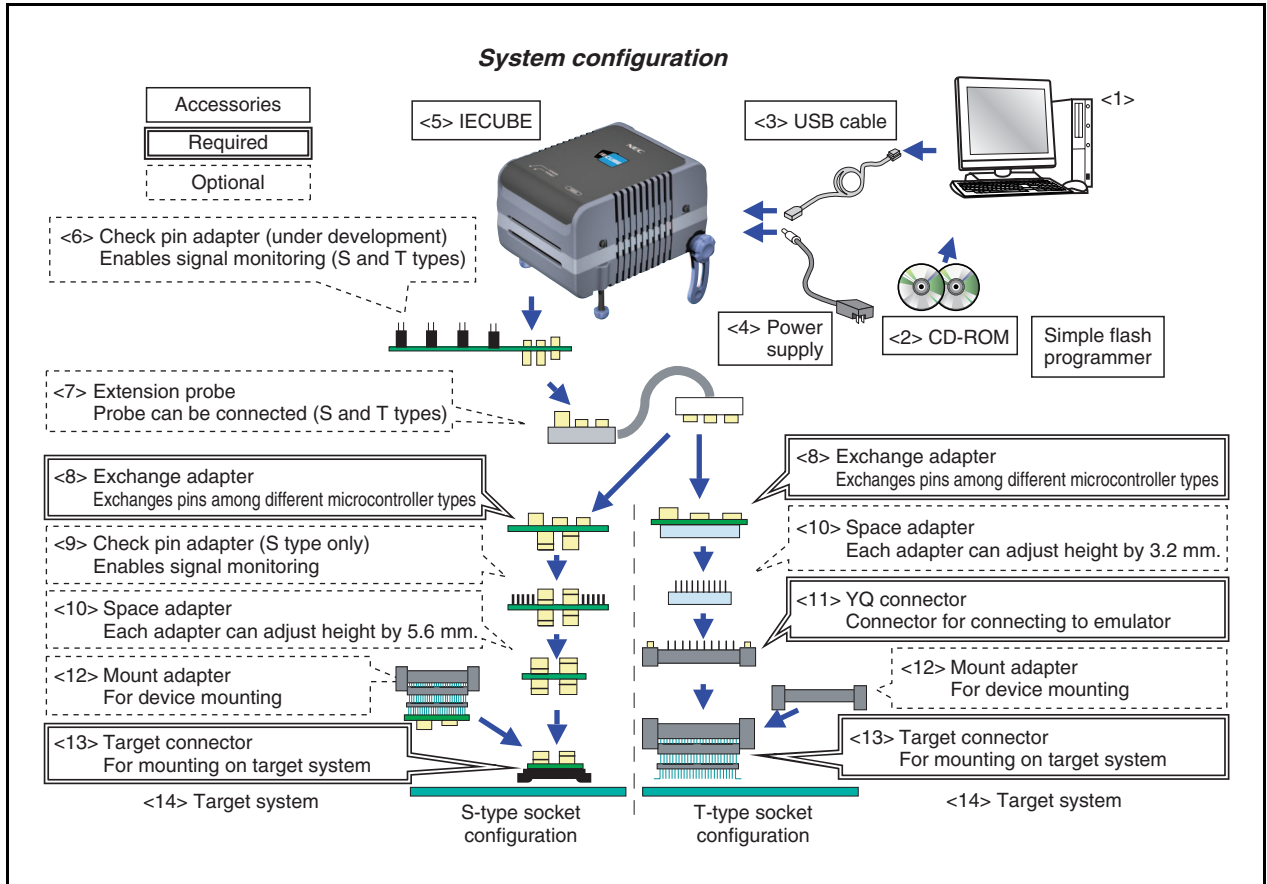 System configuration
Accessories
Required
Optional
<5> IECUBE
<3> USB cable
<1>
NEC
<6> Check pin adapter (under development)
Enables signal monitoring (S and T types)
<4> Power
supply
<2> CD-ROM
Simple flash
programmer
<7> Extension probe
Probe can be connected (S and T types)
<8> Exchange adapter
Exchanges pins among different microcontroller types
<9> Check pin adapter (S type only)
Enables signal monitoring
<10> Space adapter
Each adapter can adjust height by 5.6 mm.
<12> Mount adapter
For device mounting
<13> Target connector
For mounting on target system
<14> Target system
S-type socket
configuration
<8> Exchange adapter
Exchanges pins among different microcontroller types
<10> Space adapter
Each adapter can adjust height by 3.2 mm.
<11> YQ connector
Connector for connecting to emulator
<12> Mount adapter
For device mounting
<13> Target connector
For mounting on target system
<14> Target system
T-type socket
configuration